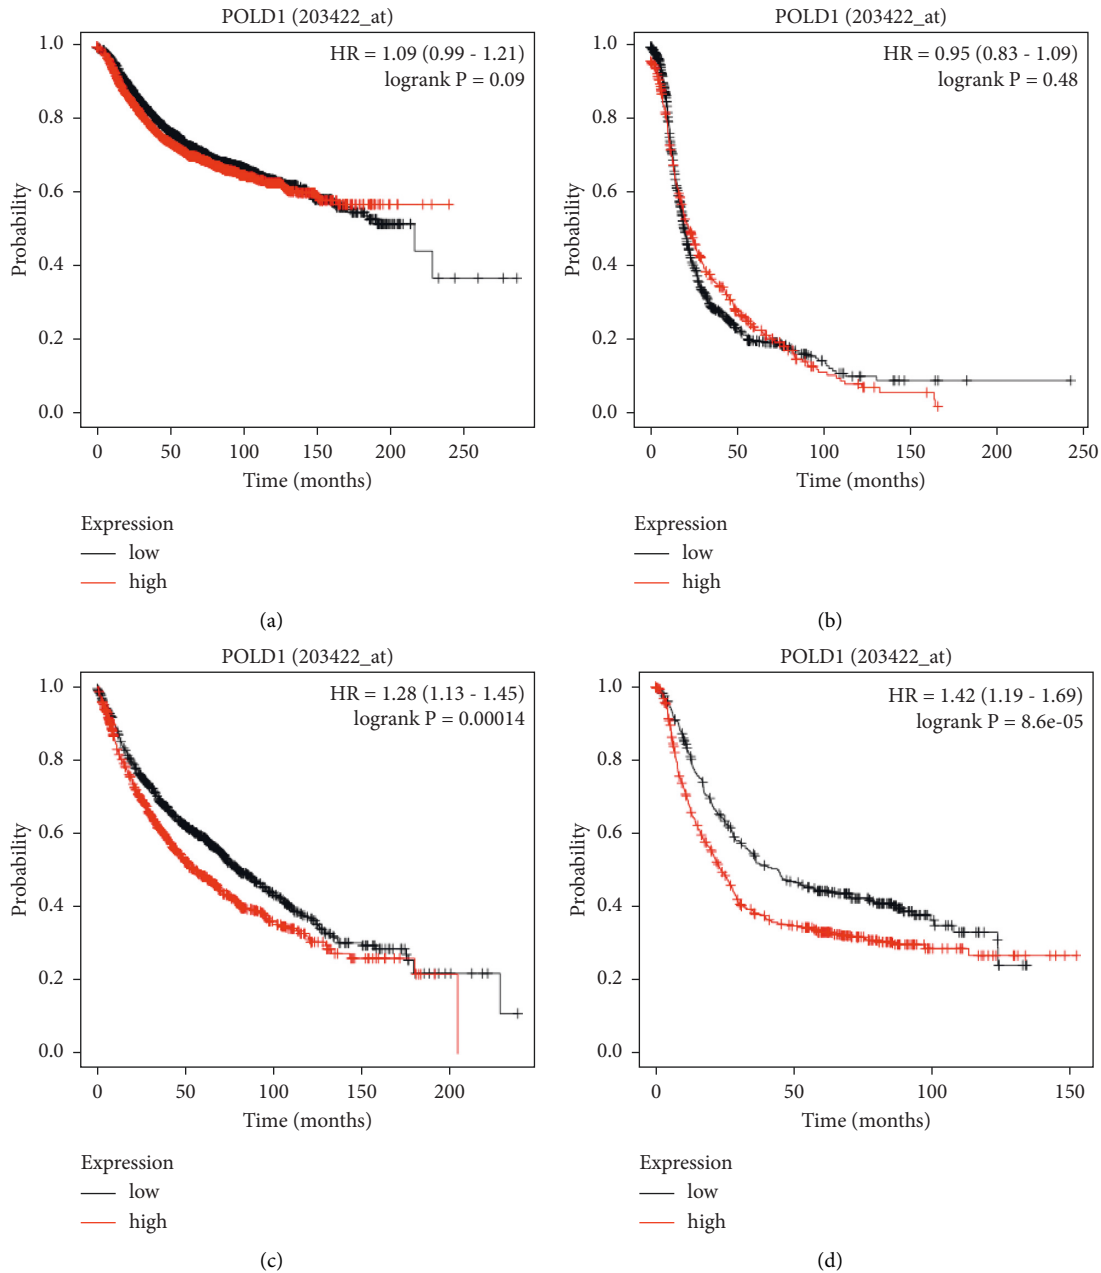 POLD1 (203422_at)
HR = 1.09 (0.99 - 1.21)
logrank P = 0.09
1.0
0.8
0.6
0.4
0.2
0.0
Probability
0 50 100 150 200 250
Time (months)
Expression
low
high
(a)
POLD1 (203422_at)
HR = 0.95 (0.83 - 1.09)
logrank P = 0.48
1.0
0.8
0.6
0.4
0.2
0.0
Probability
0 50 100 150 200 250
Time (months)
Expression
low
high
(b)
POLD1 (203422_at)
HR = 1.28 (1.13 - 1.45)
logrank P = 0.00014
1.0
0.8
0.6
0.4
0.2
0.0
Probability
0 50 100 150 200
Time (months)
Expression
low
high
(c)
POLD1 (203422_at)
HR = 1.42 (1.19 - 1.69)
logrank P = 8.6e-05
1.0
0.8
0.6
0.4
0.2
0.0
Probability
0 50 100 150
Time (months)
Expression
low
high
(d)